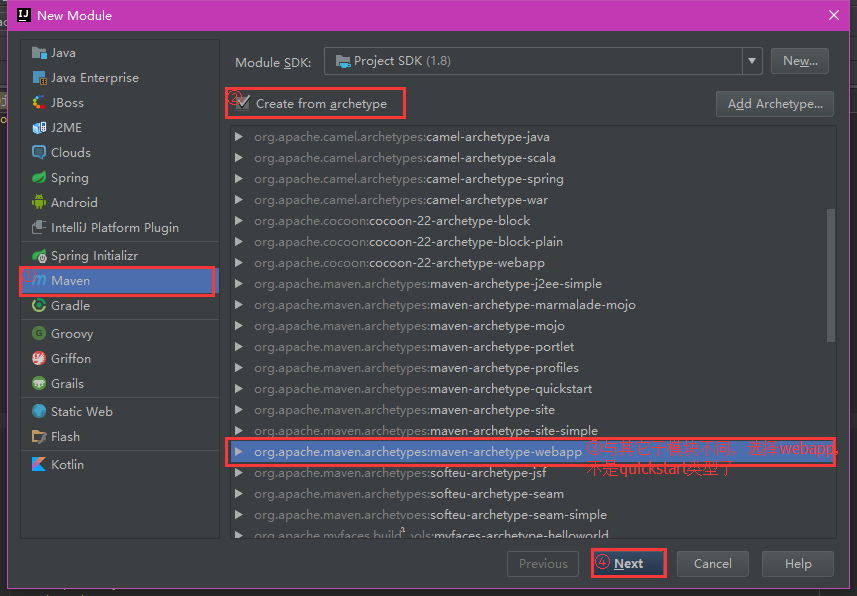 New Module
Java
Java Enterprise
JBoss
J2ME
Clouds
Spring
Android
IntelliJ Platform Plugin
Spring Initializr
Maven
Gradle
Groovy
Griffon
Grails
Static Web
Flash
Kotlin
Module SDK:
Project SDK (1.8)
New...
② Create from archetype
Add Archetype...
org.apache.camel.archetypes:camel-archetype-java
org.apache.camel.archetypes:camel-archetype-scala
org.apache.camel.archetypes:camel-archetype-spring
org.apache.camel.archetypes:camel-archetype-war
org.apache.cocoon:cocoon-22-archetype-block
org.apache.cocoon:cocoon-22-archetype-block-plain
org.apache.cocoon:cocoon-22-archetype-webapp
org.apache.maven.archetypes:maven-archetype-j2ee-simple
org.apache.maven.archetypes:maven-archetype-marmalade-mojo
org.apache.maven.archetypes:maven-archetype-mojo
org.apache.maven.archetypes:maven-archetype-portlet
org.apache.maven.archetypes:maven-archetype-profiles
org.apache.maven.archetypes:maven-archetype-quickstart
org.apache.maven.archetypes:maven-archetype-site
org.apache.maven.archetypes:maven-archetype-site-simple
org.apache.maven.archetypes:maven-archetype-webapp
③与其它子模块不同，选择webapp,
不是quickstart类型了
org.apache.maven.archetypes:softeu-archetype-jsf
org.apache.maven.archetypes:softeu-archetype-seam
org.apache.maven.archetypes:softeu-archetype-seam-simple
org.apache.myfaces.build ols:myfaces-archetype-helloworld
Previous
④ Next
Cancel
Help